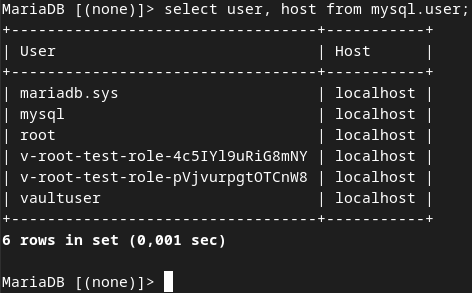 MariaDB [(none)]> select user, host from mysql.user;
+----------------------------------+-----------+
| User                             | Host      |
+----------------------------------+-----------+
| mariadb.sys                      | localhost |
| mysql                            | localhost |
| root                             | localhost |
| v-root-test-role-4c5IYl9uRiG8mNY | localhost |
| v-root-test-role-pVjvurpgtOTCnW8 | localhost |
| vaultuser                        | localhost |
+----------------------------------+-----------+
6 rows in set (0,001 sec)
MariaDB [(none)]>